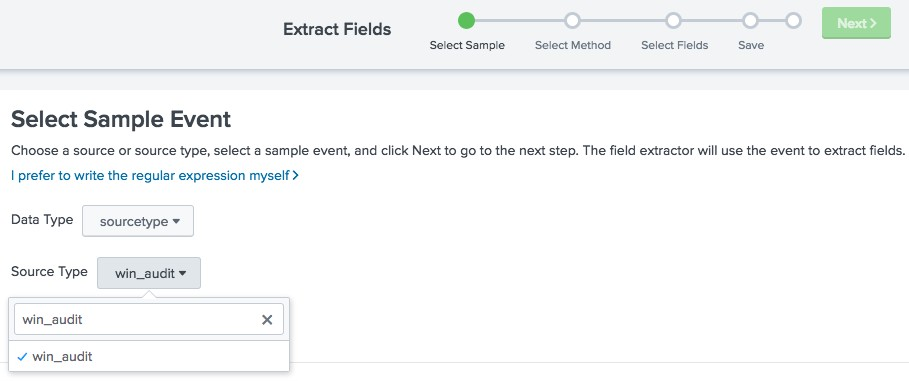 Extract Fields
Select Sample
Select Method
Select Fields
Save
Next >
Select Sample Event
Choose a source or source type, select a sample event, and click Next to go to the next step. The field extractor will use the event to extract fields.
I prefer to write the regular expression myself >
Data Type sourcetype
Source Type win_audit
win_audit
win_audit